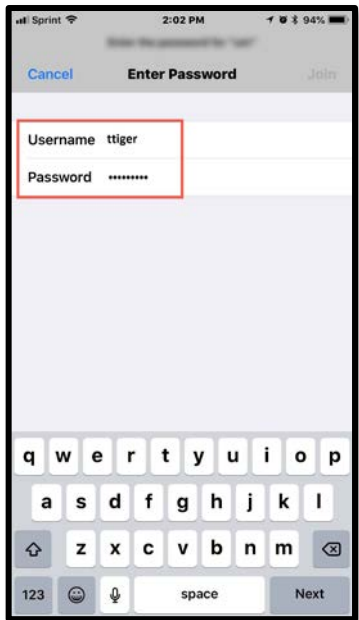 Sprint 2:02 PM 94%
Cancel Enter Password Join
Username ttiger
Password •••••••••
q w e r t y u i o p
a s d f g h j k l
z x c v b n m
123 space Next